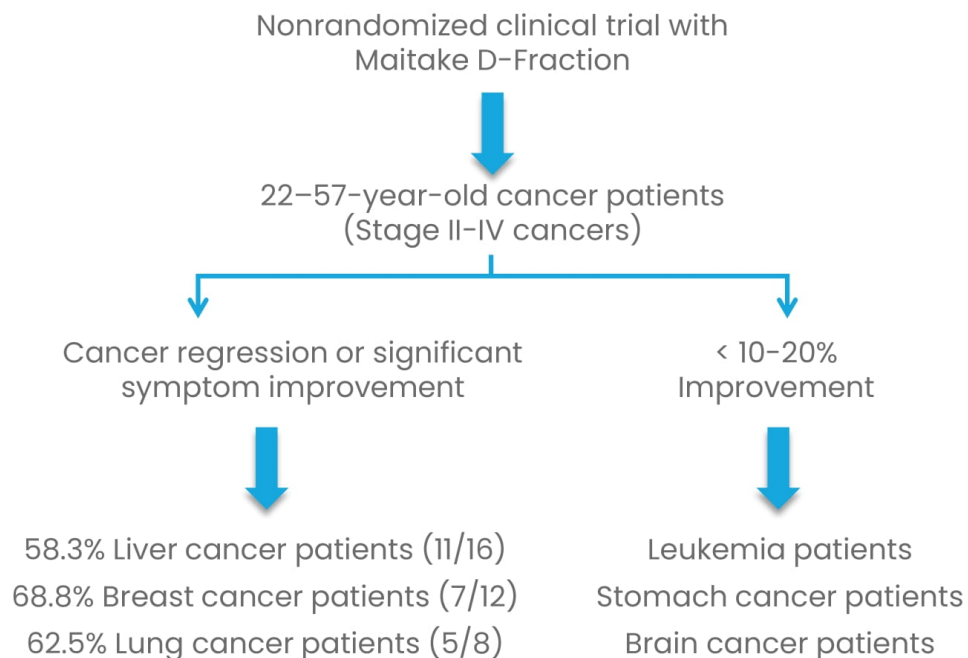 Nonrandomized clinical trial with
Maitake D-Fraction
22–57-year-old cancer patients
(Stage II-IV cancers)
Cancer regression or significant
symptom improvement
< 10-20%
Improvement
58.3% Liver cancer patients (11/16)
68.8% Breast cancer patients (7/12)
62.5% Lung cancer patients (5/8)
Leukemia patients
Stomach cancer patients
Brain cancer patients